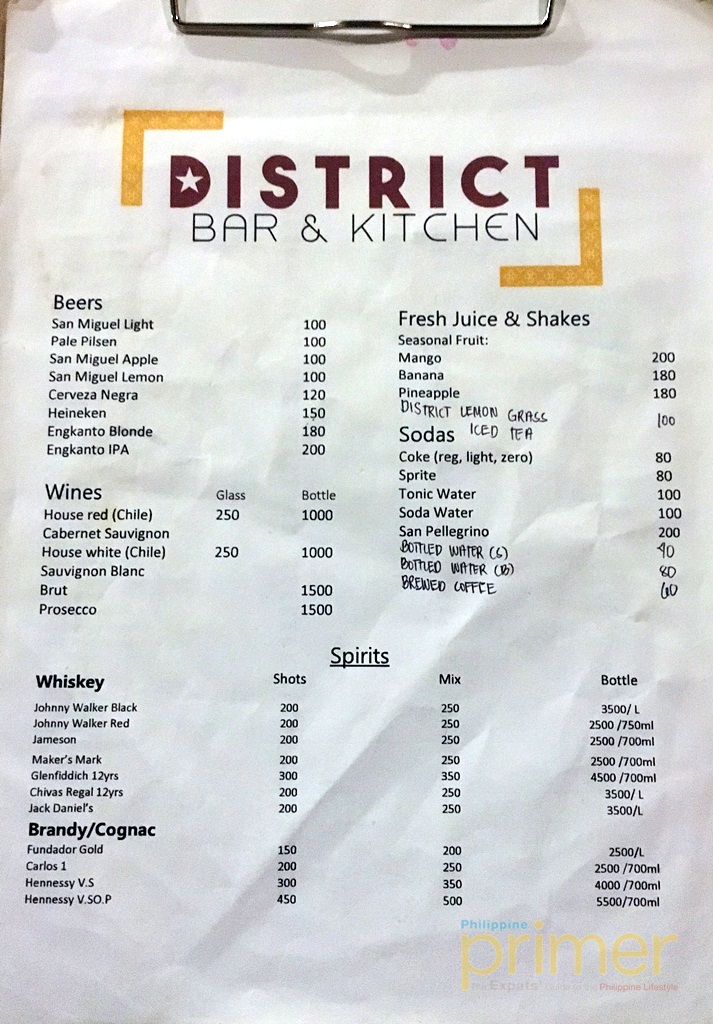 DISTRICT
BAR & KITCHEN
Beers
San Miguel Light 100
Pale Pilsen 100
San Miguel Apple 100
San Miguel Lemon 100
Cerveza Negra 120
Heineken 150
Engkanto Blonde 180
Engkanto IPA 200
Wines Glass Bottle
House red (Chile) 250 1000
Cabernet Sauvignon
House white (Chile) 250 1000
Sauvignon Blanc
Brut 1500
Prosecco 1500
Fresh Juice & Shakes
Seasonal Fruit:
Mango 200
Banana 180
Pineapple 180
DISTRICT LEMON GRASS 100
ICED TEA
Sodas
Coke (reg, light, zero) 80
Sprite 80
Tonic Water 100
Soda Water 100
San Pellegrino 200
BOTTLED WATER (S) 40
BOTTLED WATER (B) 80
BREWED COFFEE
Spirits
Whiskey Shots Mix Bottle
Johnny Walker Black 200 250 3500/ L
Johnny Walker Red 200 250 2500 /750ml
Jameson 200 250 2500 /700ml
Maker's Mark 200 250 2500 /700ml
Glenfiddich 12yrs 300 350 4500 /700ml
Chivas Regal 12yrs 200 250 3500/ L
Jack Daniel's 200 250 3500/L
Brandy/Cognac
Fundador Gold 150 200 2500/L
Carlos 1 200 250 2500 /700ml
Hennessy V.S 300 350 4000 /700ml
Hennessy V.SO.P 450 500 5500/700ml
Philippine
primer
The Expats' Guide to the Philippine Lifestyle